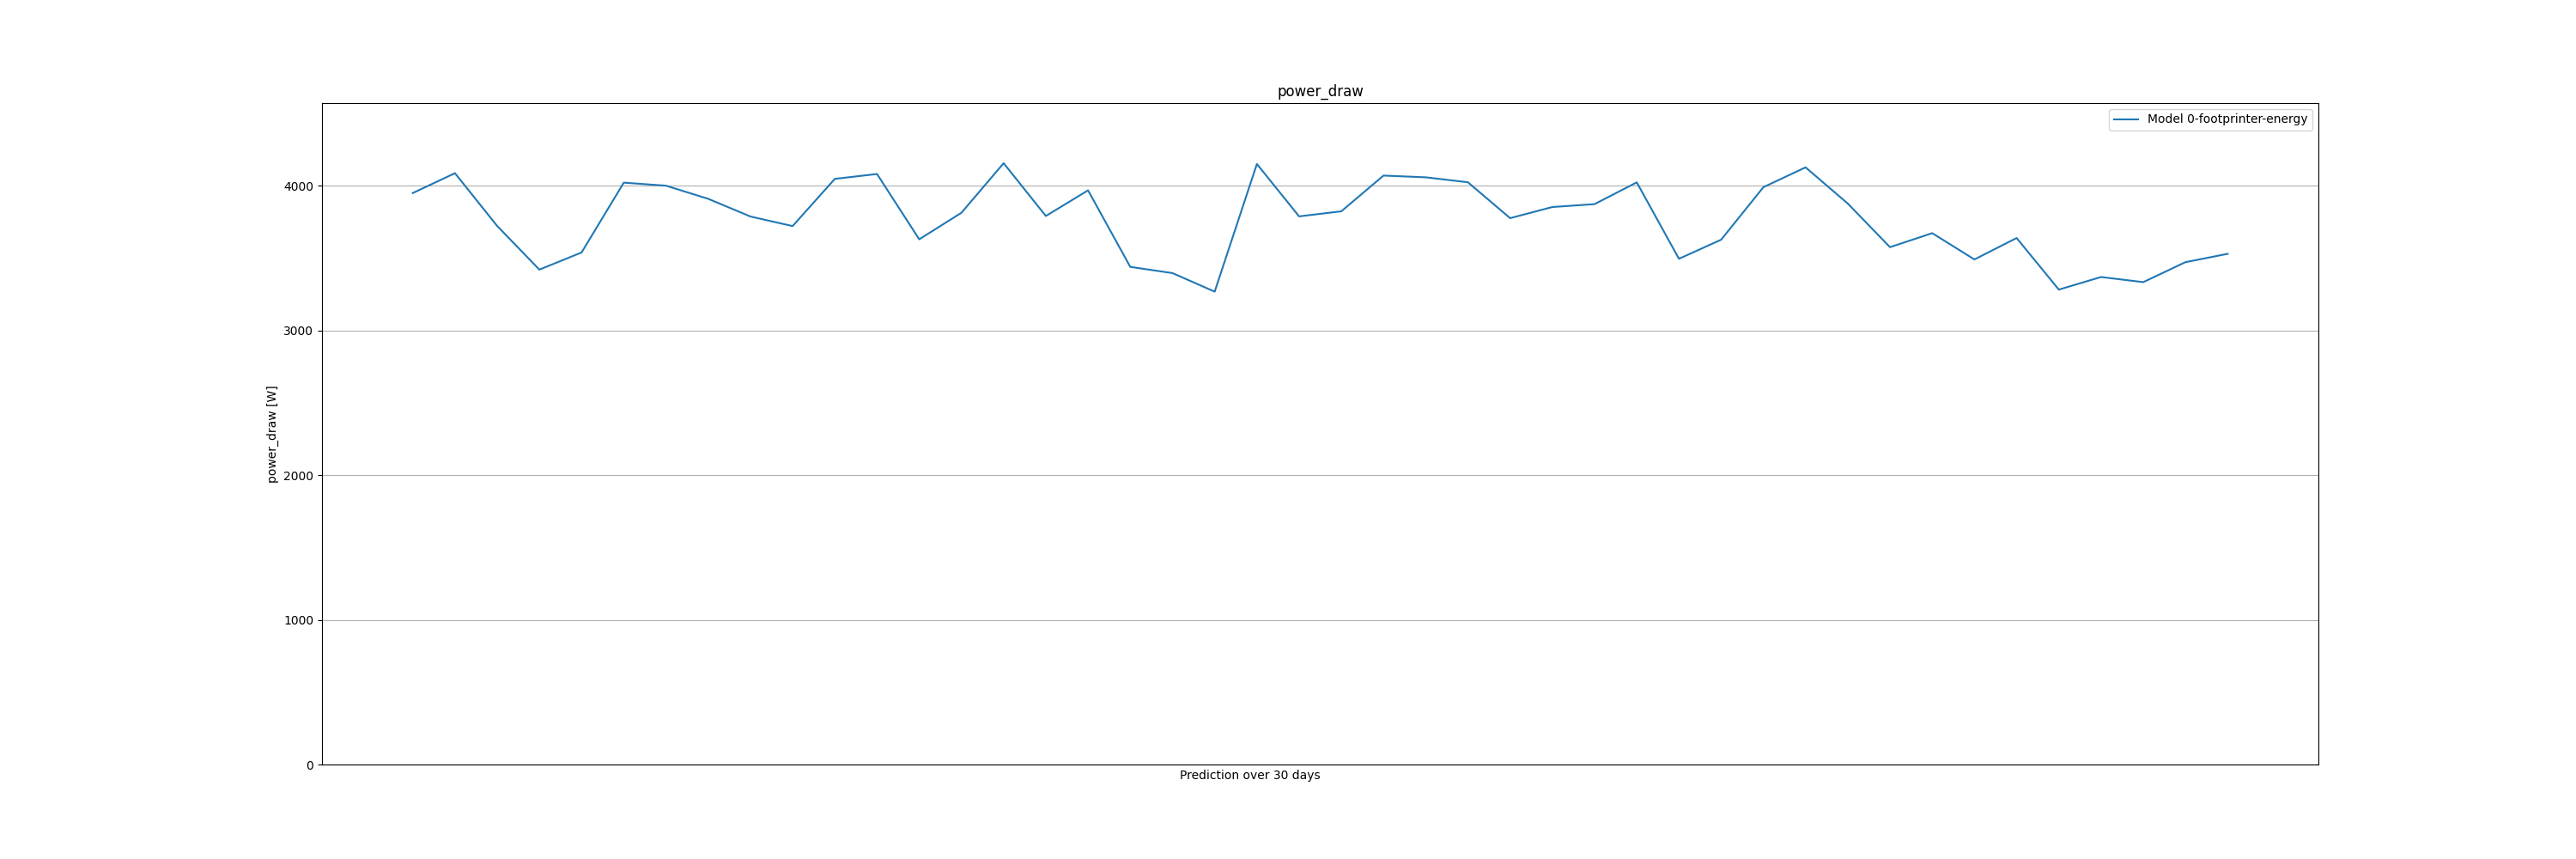 power_draw
Model 0-footprinter-energy
power_draw [W]
4000
3000
2000
1000
0
Prediction over 30 days